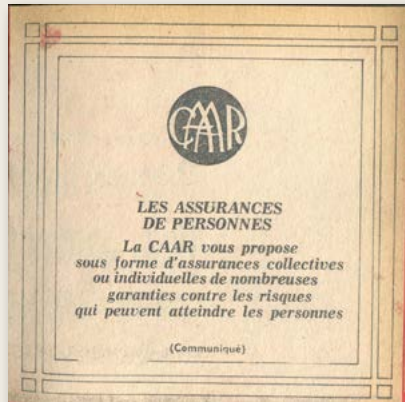 CAAR
LES ASSURANCES
DE PERSONNES
La CAAR vous propose
sous forme d'assurances collectives
ou individuelles de nombreuses
garanties contre les risques
qui peuvent atteindre les personnes
(Communiqué)